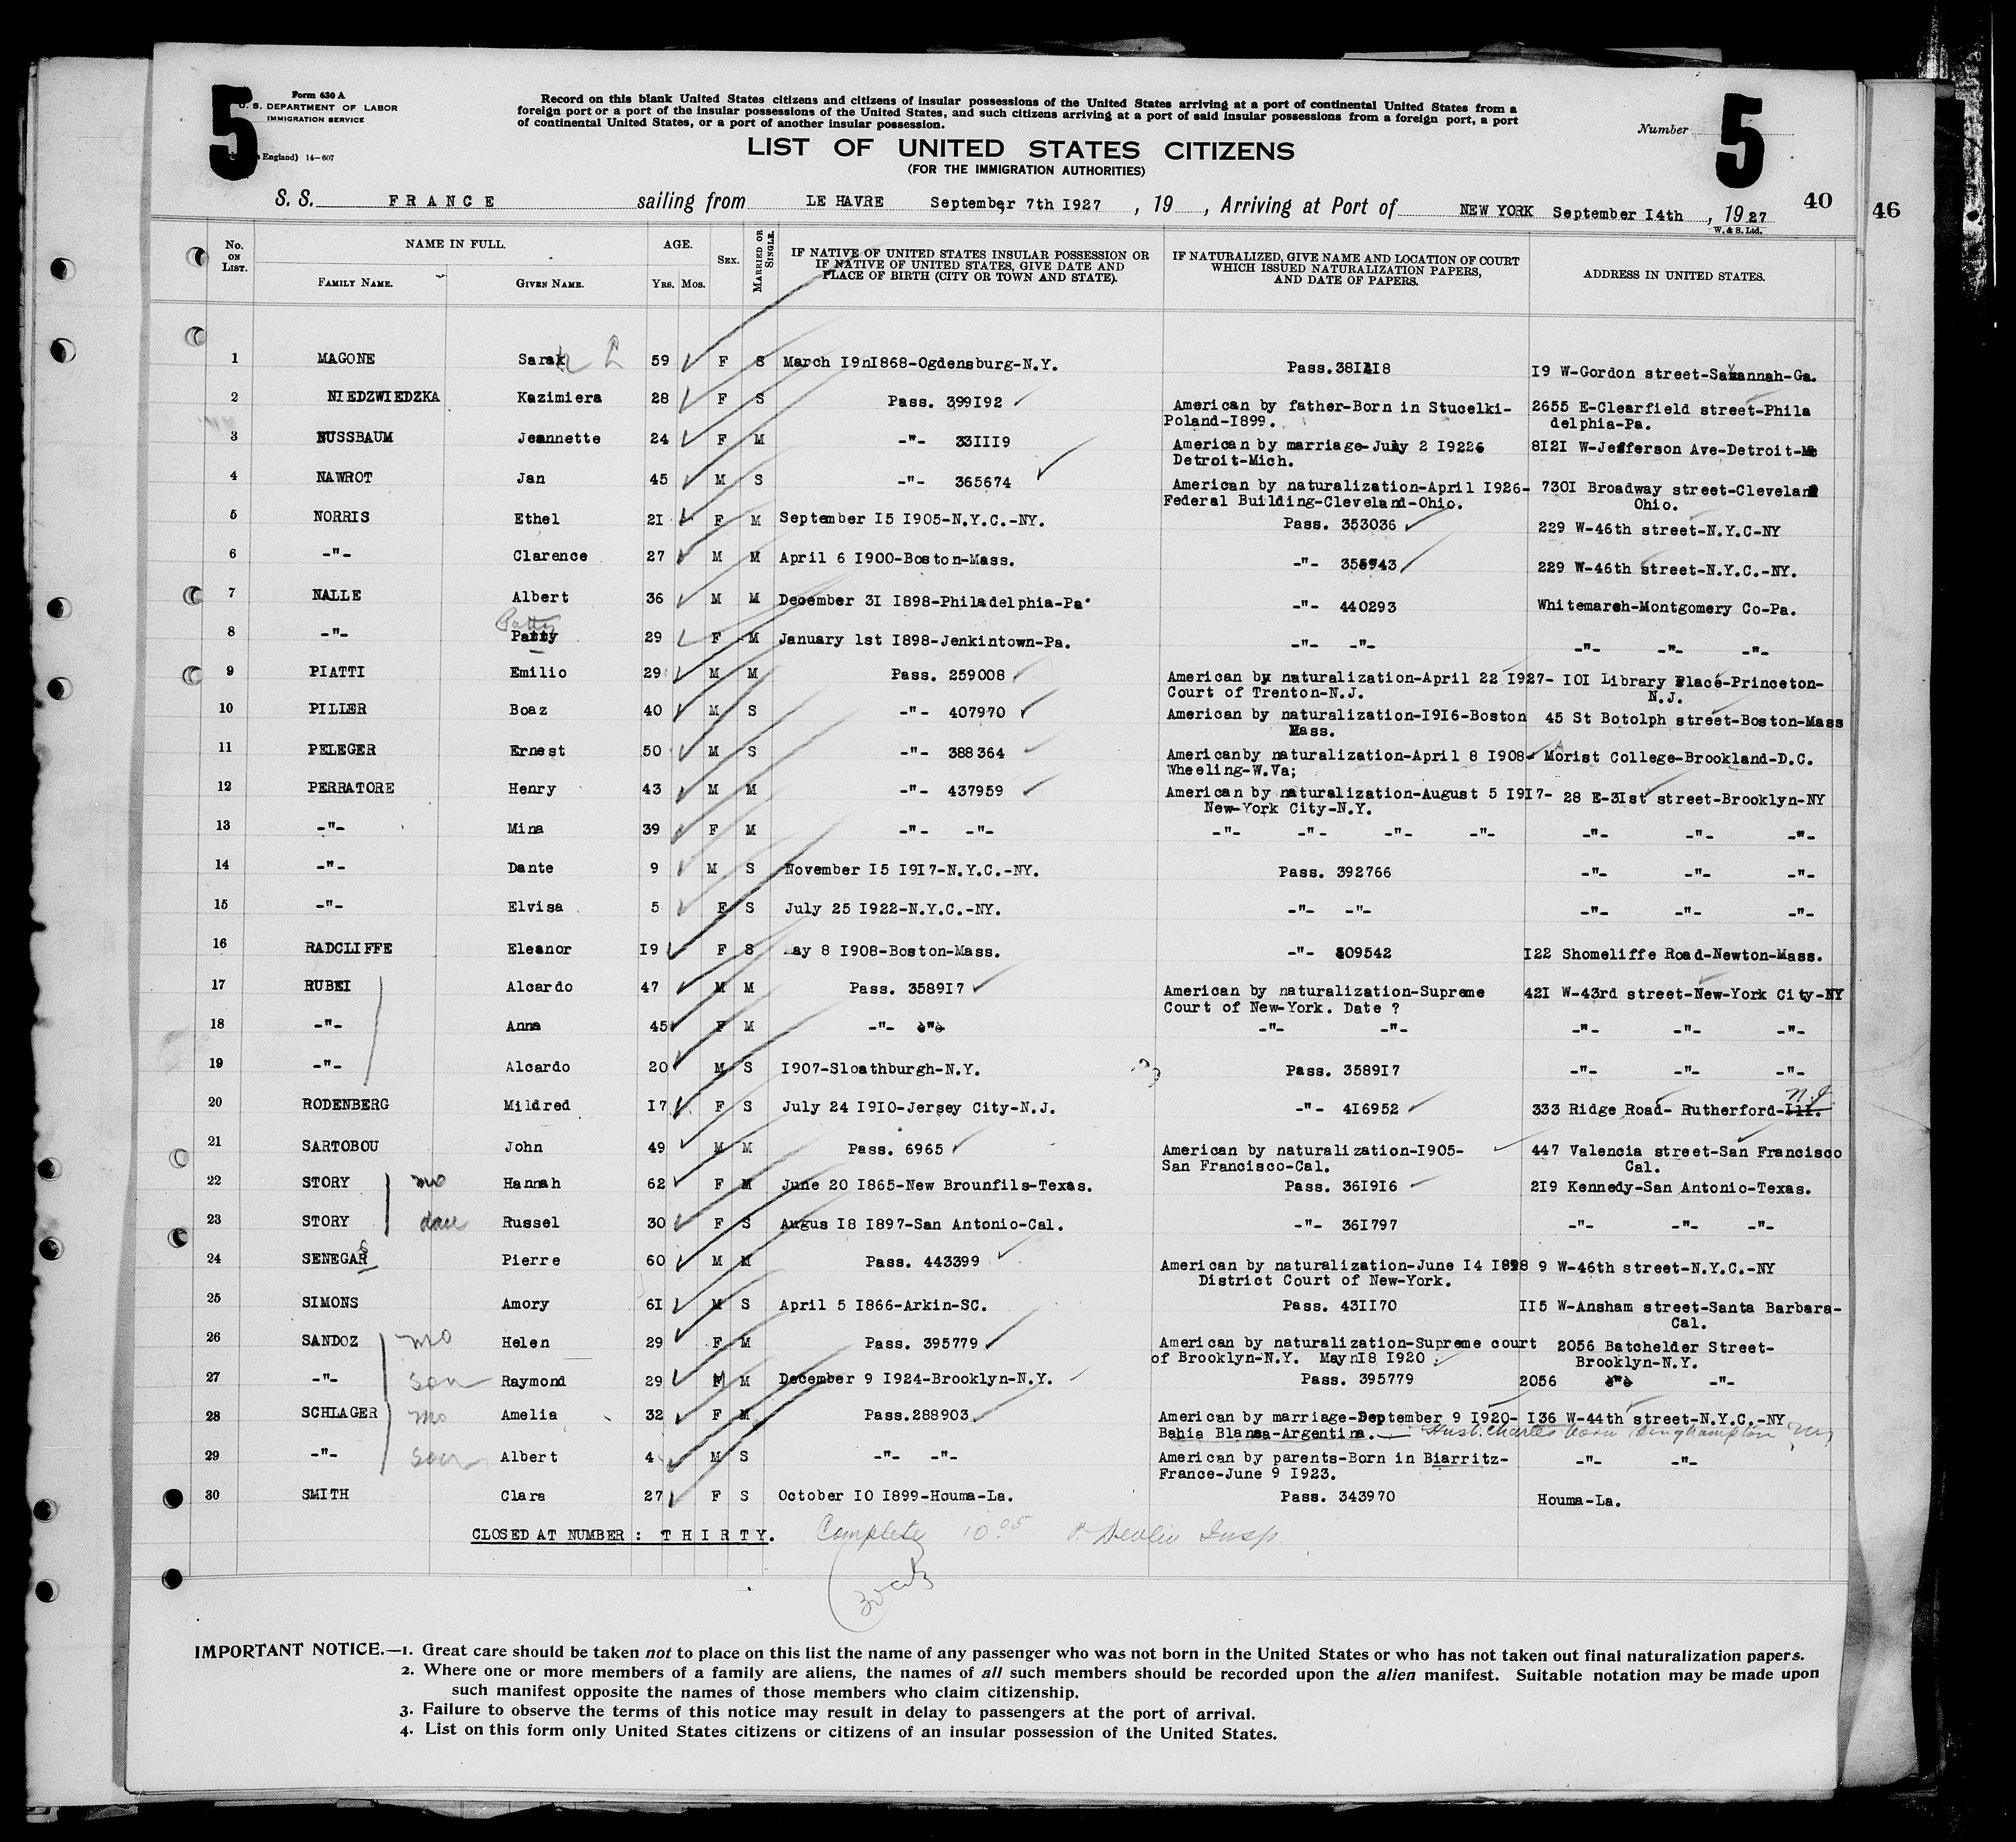 5
Form 630 A
U. S. DEPARTMENT OF LABOR
IMMIGRATION SERVICE
England) 14-607
Record on this blank United States citizens and citizens of insular possessions of the United States arriving at a port of continental United States from a
foreign port or a port of the insular possessions of the United States, and such citizens arriving at a port of said insular possessions from a foreign port, a port
of continental United States, or a port of another insular possession.
LIST OF UNITED STATES CITIZENS
(FOR THE IMMIGRATION AUTHORITIES)
Number 5
40
46
S. S. FRANCE sailing from LE HAVRE September 7th 1927, 19 , Arriving at Port of NEW YORK September 14th, 1927
W. & S. Ltd.
No. ON LIST. NAME IN FULL. FAMILY NAME. GIVEN NAME. AGE. YRS. MOS. SEX. MARRIED OR SINGLE.
IF NATIVE OF UNITED STATES INSULAR POSSESSION OR
IF NATIVE OF UNITED STATES, GIVE DATE AND
PLACE OF BIRTH (CITY OR TOWN AND STATE).
IF NATURALIZED, GIVE NAME AND LOCATION OF COURT
WHICH ISSUED NATURALIZATION PAPERS,
AND DATE OF PAPERS.
ADDRESS IN UNITED STATES.
1 MAGONE Sarah L 59 F S March 19n1868-Ogdensburg-N.Y. Pass. 19 W-Gordon street-Savannah-Ga.
2 NIEDZWIEDZKA Kazimiera 28 F S Pass. 399192 American by father-Born in Stucelki- 2655 E-Clearfield street-Phila
Poland-1899. delphia-Pa.
3 NUSSBAUM Jeannette 24 F M -"- 331119 American by marriage-July 2 8121 W-Jefferson Ave-Detroit-
Detroit-Mich.
4 NAWROT Jan 45 M S -"- 365674 American by naturalization-April 1926- 7301 Broadway street-Cleveland
Federal Building-Cleveland-Ohio. Ohio.
5 NORRIS Ethel 21 F M September 15 1905-N.Y.C.-NY. Pass. 353036 229 W-46th street-N.Y.C-NY
6 -"- Clarence 27 M M April 6 1900-Boston-Mass. -"- 229 W-46th street-N.Y.C.-NY.
7 NALLE Albert 36 M M December 31 1898-Philadelphia-Pa. -"- 440293 Whitemarsh-Montgomery Co-Pa.
8 -"- Patty 29 F M January 1st 1898-Jenkintown-Pa. -"- -"- -"- -"- -"-
9 PIATTI Emilio 29 M M Pass. 259008 American by naturalization-April 22 1927- 101 Library Place-Princeton-
Court of Trenton-N.J. N.J.
10 PILLER Boaz 40 M S -"- 407970 American by naturalization-1916-Boston 45 St Botolph street-Boston-Mass
Mass.
11 PELEGER Ernest 50 M S -"- 388364 Americanby naturalization-April 8 1908- Morist College-Brookland-D.C.
Wheeling-W.Va;
12 PERRATORE Henry 43 M M -"- 437959 American by naturalization-August 5 1917- 28 E-31st street-Brooklyn-NY
New-York City-N.Y.
13 -"- Mina 39 F M -"- -"- -"- -"- -"- -"- -"- -"- -"-
14 -"- Dante 9 M S November 15 1917-N.Y.C.-NY. Pass. 392766 -"- -"- -"-
15 -"- Elvisa 5 F S July 25 1922-N.Y.C.-NY. -"- -"- -"- -"- -"-
16 RADCLIFFE Eleanor 19 F S May 8 1908-Boston-Mass. -"- 122 Shomeliffe Road-Newton-Mass.
17 RUBEI Alcardo 47 M M Pass. 358917 American by naturalization-Supreme 421 W-43rd street-New-York City-NY
Court of New-York. Date ?
18 -"- Anna 45 F M -"- -"- -"- -"- -"- -"- -"-
19 -"- Alcardo 20 M S 1907-Sloathburgh-N.Y. Pass. 358917 -"- -"- -"-
20 RODENBERG Mildred 17 F S July 24 1910-Jersey City-N.J. -"- 416952 333 Ridge Road- Rutherford-Ill. N.J.
21 SARTOBOU John 49 M M Pass. 6965 American by naturalization-1905- 447 Valencia street-San Francisco
San Francisco-Cal. Cal.
22 STORY mo Hannah 62 F M June 20 1865-New Brounfils-Texas. Pass. 361916 219 Kennedy-San Antonio-Texas.
23 STORY dau Russel 30 F S Augus 18 1897-San Antonio-Cal. -"- 361797 -"- -"- -"-
24 SENEGAR S Pierre 60 M M Pass. 443399 American by naturalization-June 14 1898 9 W-46th street-N.Y.C.-NY
District Court of New-York.
25 SIMONS Amory 61 M S April 5 1866-Arkin-SC. Pass. 431170 115 W-Ansham street-Santa Barbara-
Cal.
26 SANDOZ mo Helen 29 F M Pass. 395779 American by naturalization-Supreme court 2056 Batchelder Street-
of Brooklyn-N.Y. Mayn18 1920 Brooklyn-N.Y.
27 -"- son Raymond 29 M M December 9 1924-Brooklyn-N.Y. Pass. 395779 2056 -"- -"-
28 SCHLAGER mo Amelia 32 F M Pass.288903 American by marriage-September 9 1920- 136 W-44th street-N.Y.C.-NY
Bahia Blanca-Argentina. Husb. Charles born Binghampton NY
29 -"- son Albert 4 M S -"- -"- American by parents-Born in Biarritz- -"- -"-
France-June 9 1923.
30 SMITH Clara 27 F S October 10 1899-Houma-La. Pass. 343970 Houma-La.
CLOSED AT NUMBER : THIRTY. Complete 10 05 P. Devlin Insp.
IMPORTANT NOTICE.—1. Great care should be taken not to place on this list the name of any passenger who was not born in the United States or who has not taken out final naturalization papers.
2. Where one or more members of a family are aliens, the names of all such members should be recorded upon the alien manifest. Suitable notation may be made upon
such manifest opposite the names of those members who claim citizenship.
3. Failure to observe the terms of this notice may result in delay to passengers at the port of arrival.
4. List on this form only United States citizens or citizens of an insular possession of the United States.